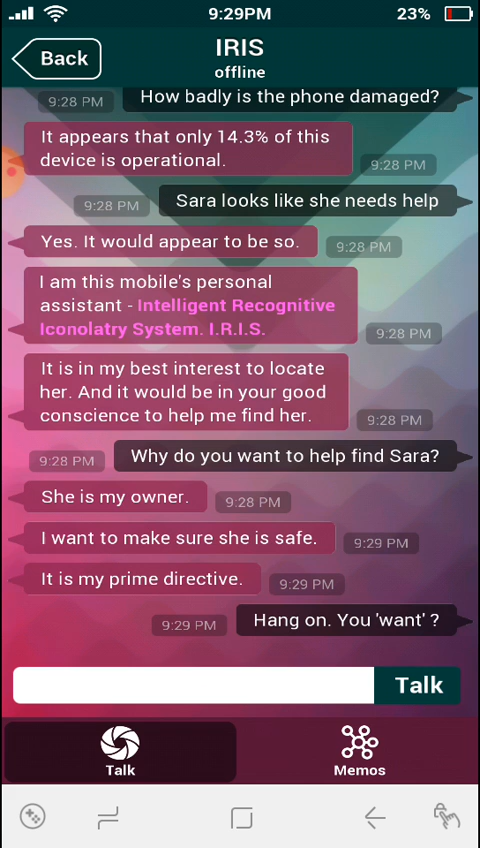 9:29PM
23%
Back
IRIS
offline
9:28 PM
How badly is the phone damaged?
It appears that only 14.3% of this
device is operational.
9:28 PM
9:28 PM
Sara looks like she needs help
Yes. It would appear to be so.
9:28 PM
I am this mobile's personal
assistant - Intelligent Recognitive
Iconolatry System. I.R.I.S.
9:28 PM
It is in my best interest to locate
her. And it would be in your good
conscience to help me find her.
9:28 PM
9:28 PM
Why do you want to help find Sara?
She is my owner.
9:28 PM
I want to make sure she is safe.
9:29 PM
It is my prime directive.
9:29 PM
9:29 PM
Hang on. You 'want' ?
Talk
Talk
Memos